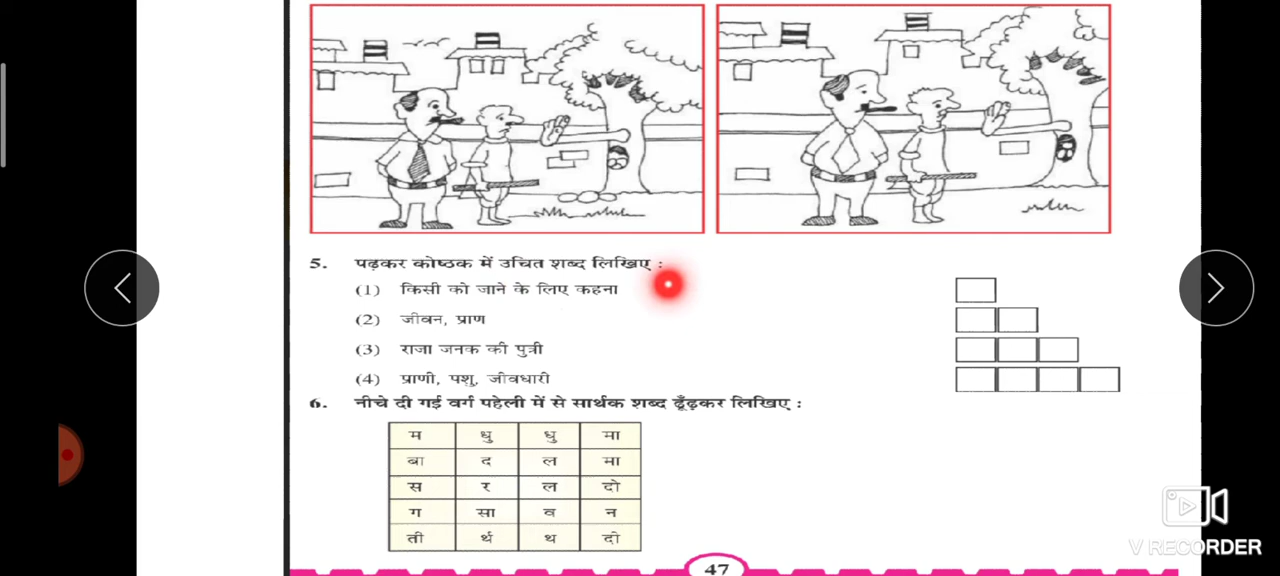 5. पढ़कर कोष्ठक में उचित शब्द लिखिए :
(1) किसी को जाने के लिए कहना
(2) जीवन, प्राण
(3) राजा जनक की पुत्री
(4) प्राणी, पशु, जीवधारी
6. नीचे दी गई वर्ग पहेली में से सार्थक शब्द ढूँढ़कर लिखिए :
म धु धु मा
बा द ल मा
स र ल दो
ग सा व न
ती र्थ थ दो
47
V RECORDER